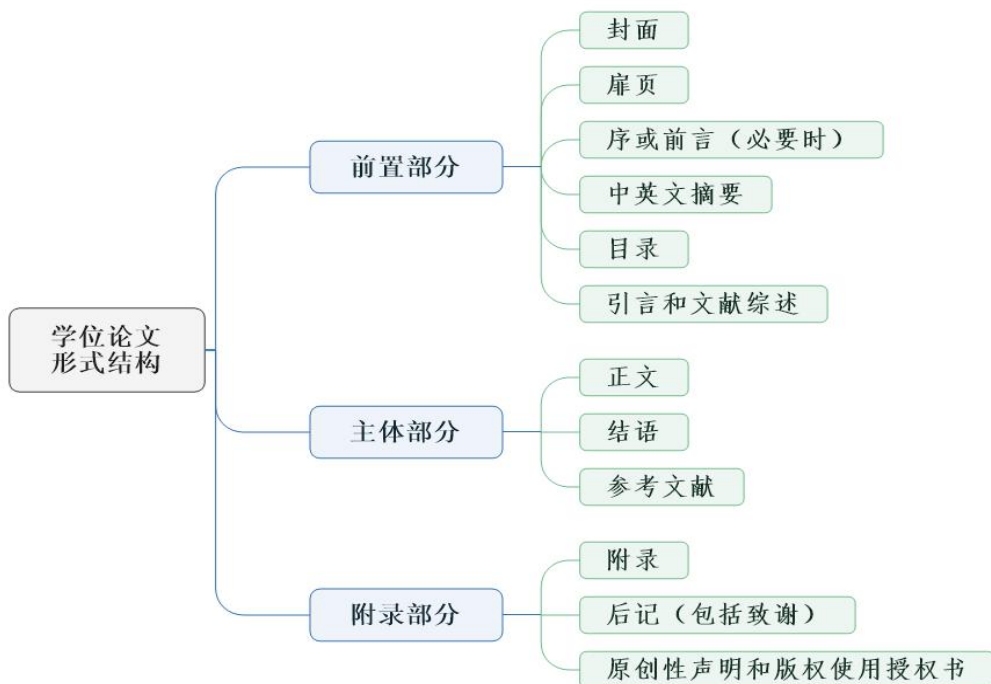 学位论文
形式结构
前置部分
封面
扉页
序或前言（必要时）
中英文摘要
目录
引言和文献综述
主体部分
正文
结语
参考文献
附录部分
附录
后记（包括致谢）
原创性声明和版权使用授权书